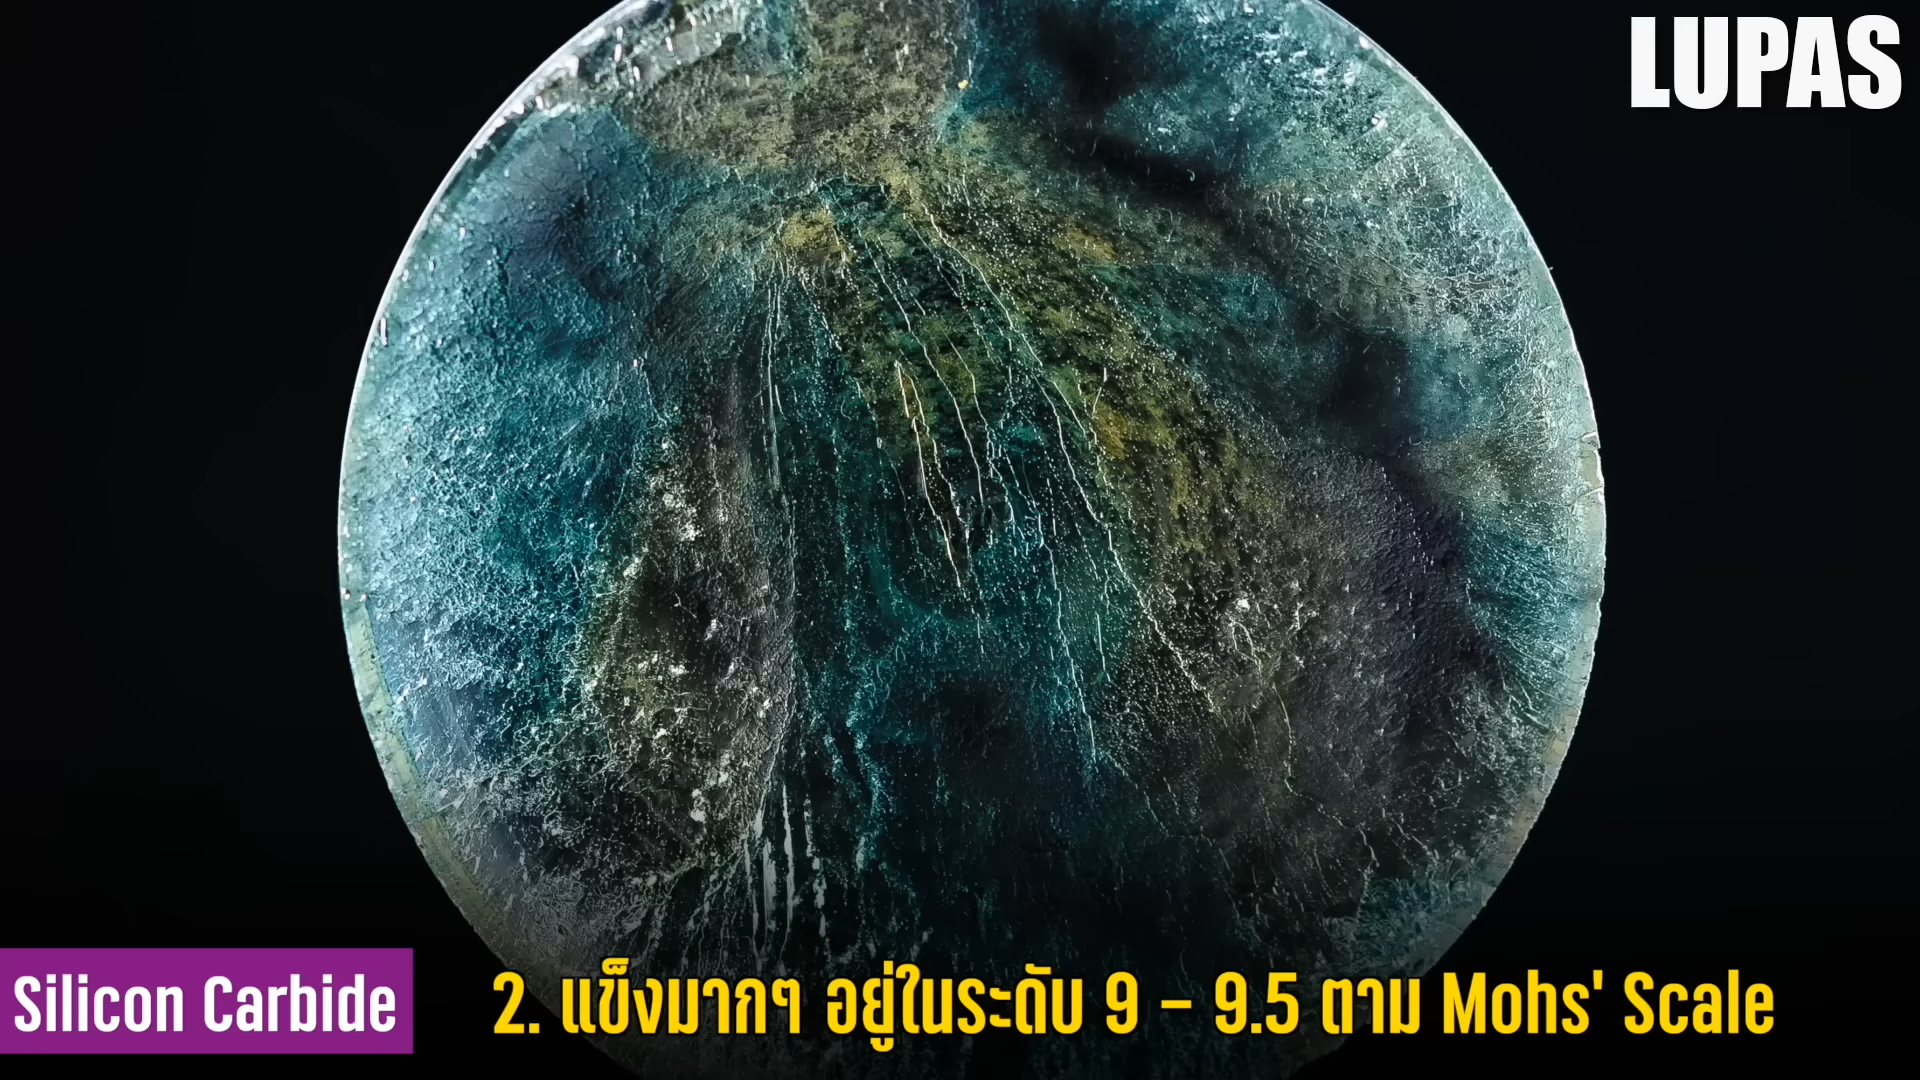 LUPAS
Silicon Carbide
2. แข็งมากๆ อยู่ในระดับ 9 – 9.5 ตาม Mohs' Scale